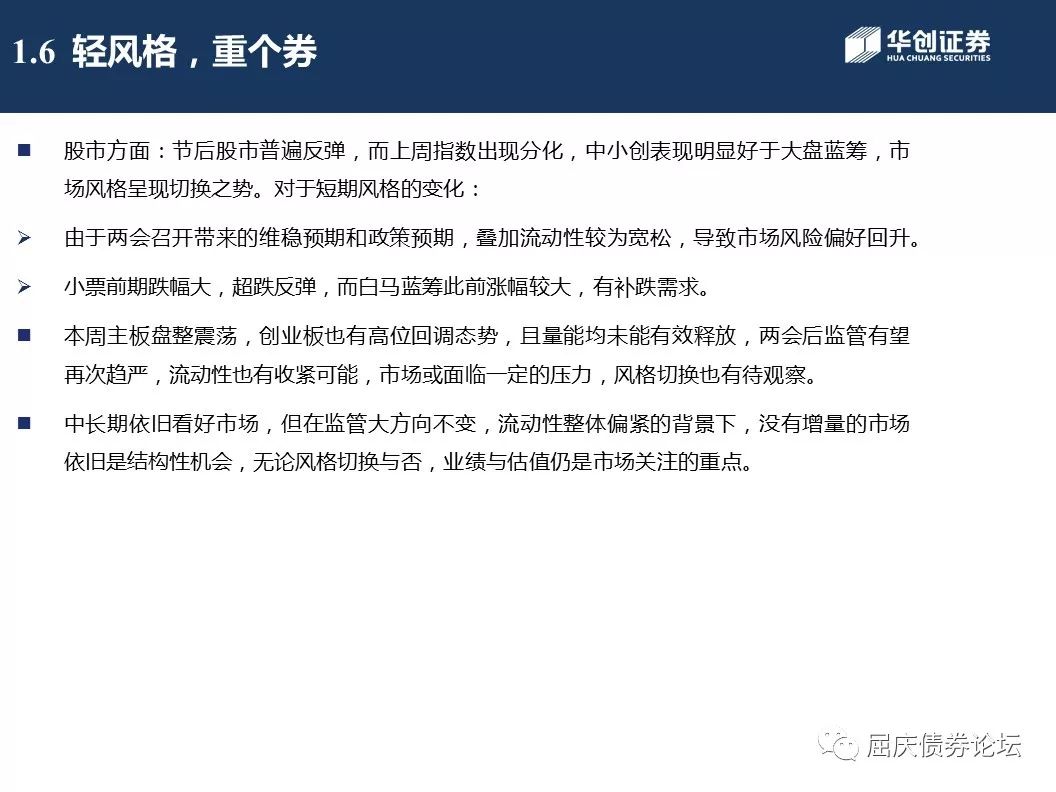 1.6 轻风格，重个券
华创证券
HUA CHUANG SECURITIES
■ 股市方面：节后股市普遍反弹，而上周指数出现分化，中小创表现明显好于大盘蓝筹，市
场风格呈现切换之势。对于短期风格的变化：
➢ 由于两会召开带来的维稳预期和政策预期，叠加流动性较为宽松，导致市场风险偏好回升。
➢ 小票前期跌幅大，超跌反弹，而白马蓝筹此前涨幅较大，有补跌需求。
■ 本周主板盘整震荡，创业板也有高位回调态势，且量能均未能有效释放，两会后监管有望
再次趋严，流动性也有收紧可能，市场或面临一定的压力，风格切换也有待观察。
■ 中长期依旧看好市场，但在监管大方向不变，流动性整体偏紧的背景下，没有增量的市场
依旧是结构性机会，无论风格切换与否，业绩与估值仍是市场关注的重点。
屈庆债券论坛